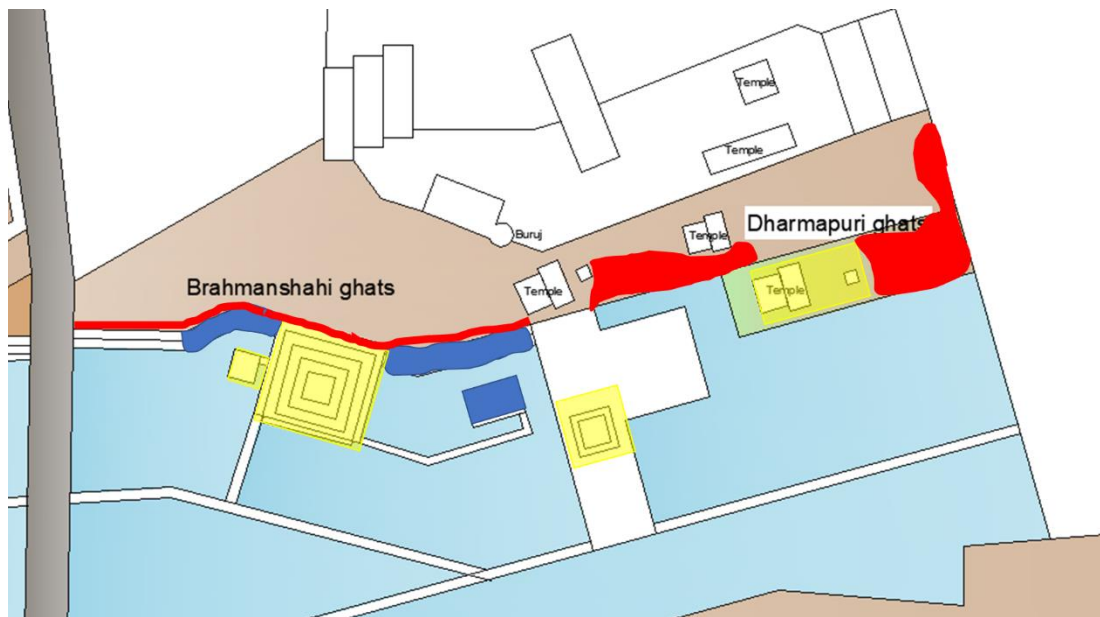 Temple
Temple
Dharmapuri ghats
Temple
Buruj
Brahmanshahi ghats
Temple
Temple